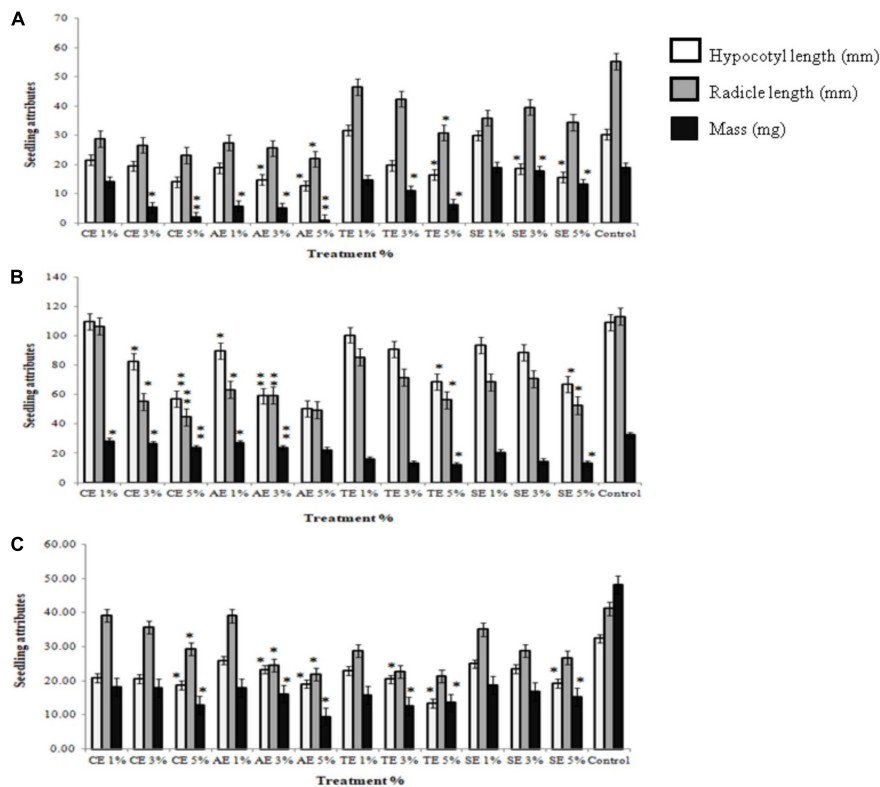 A
Hypocotyl length (mm)
Radicle length (mm)
Mass (mg)
Seedling attributes
70
60
50
40
30
20
10
0
* ** * * * * * ** * * * * * * * *
CE 1% CE 3% CE 5% AE 1% AE 3% AE 5% TE 1% TE 3% TE 5% SE 1% SE 3% SE 5% Control
Treatment %
B
Seedling attributes
140
120
100
80
60
40
20
0
* * * * ** *** ** * * * ** ** ** * * * * * *
CE 1% CE 3% CE 5% AE 1% AE 3% AE 5% TE 1% TE 3% TE 5% SE 1% SE 3% SE 5% Control
Treatment %
C
Seedling attributes
60.00
50.00
40.00
30.00
20.00
10.00
0.00
* * * * * * * * * * * * * * *
CE 1% CE 3% CE 5% AE 1% AE 3% AE 5% TE 1% TE 3% TE 5% SE 1% SE 3% SE 5% Control
Treatment %